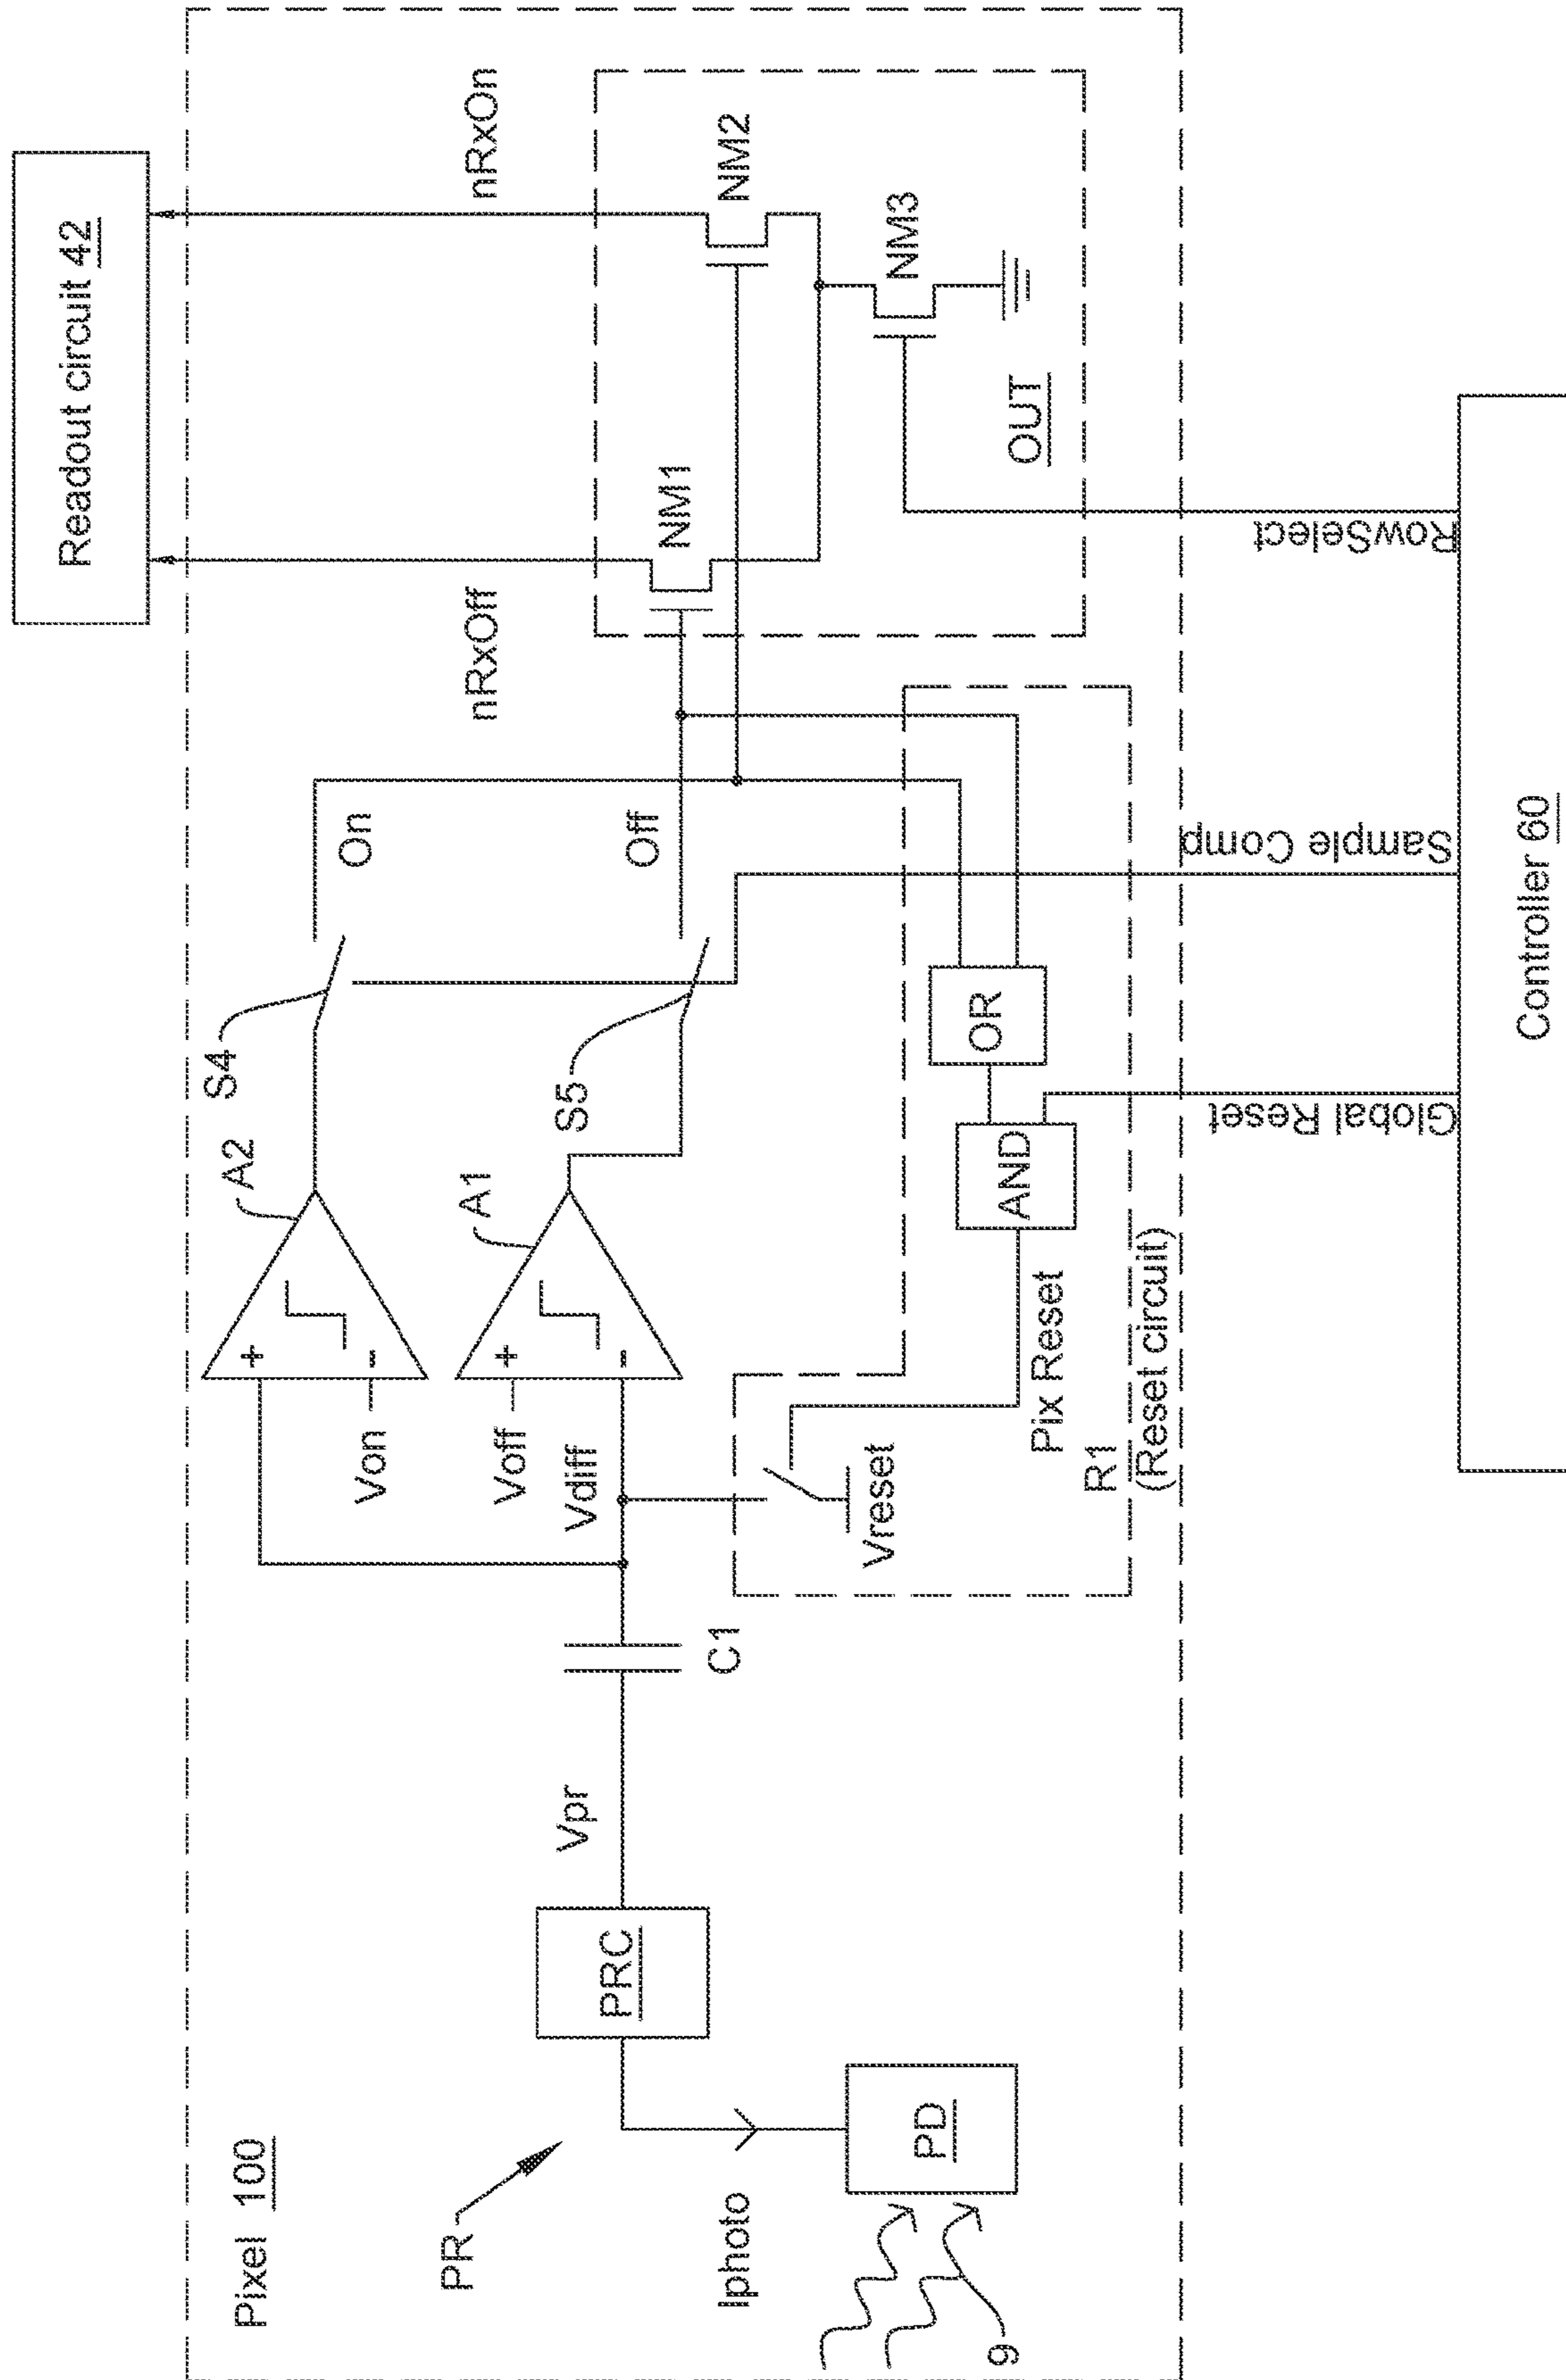 Pixel 100
PR
Iphoto
9
PD
PRC
Vpr
C1
Vdiff
Von
Voff
+
-
+
-
A2
A1
S4
S5
On
Off
Vreset
Pix Reset
R1
(Reset circuit)
AND
OR
nRxOff
nRxOn
NM1
NM2
NM3
OUT
Readout circuit 42
Global Reset
Sample Comp
RowSelect
Controller 60